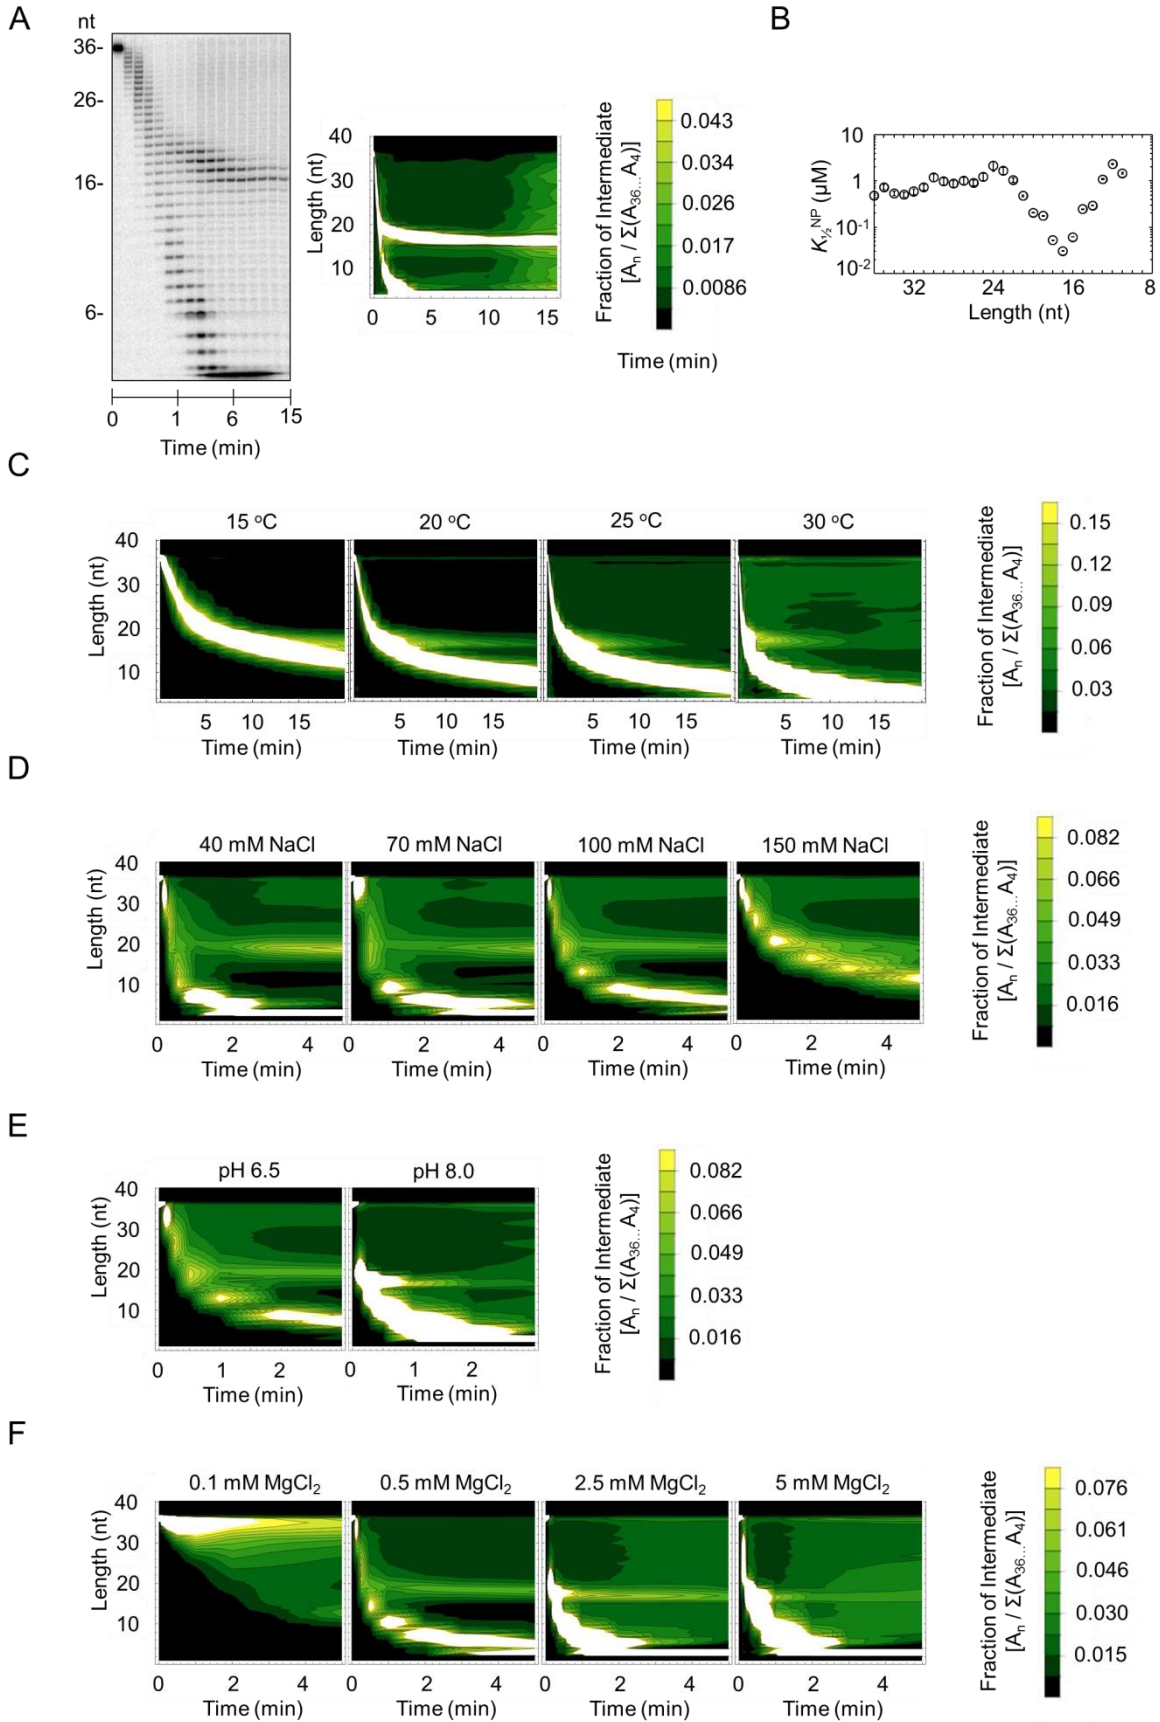 A
nt
36-
26-
16-
6-
0 1 6 15
Time (min)
Length (nt)
40
30
20
10
0 5 10 15
Fraction of Intermediate
[Aₙ / Σ(A₃₆...A₄)]
0.043
0.034
0.026
0.017
0.0086
Time (min)
B
K½ᴺᴾ (µM)
10
1
10⁻¹
10⁻²
32 24 16 8
Length (nt)
C
15 °C 20 °C 25 °C 30 °C
Length (nt)
40
30
20
10
5 10 15 5 10 15 5 10 15 5 10 15
Time (min) Time (min) Time (min) Time (min)
Fraction of Intermediate
[Aₙ / Σ(A₃₆...A₄)]
0.15
0.12
0.09
0.06
0.03
D
40 mM NaCl 70 mM NaCl 100 mM NaCl 150 mM NaCl
Length (nt)
40
30
20
10
0 2 4 0 2 4 0 2 4 0 2 4
Time (min) Time (min) Time (min) Time (min)
Fraction of Intermediate
[Aₙ / Σ(A₃₆...A₄)]
0.082
0.066
0.049
0.033
0.016
E
pH 6.5 pH 8.0
Length (nt)
40
30
20
10
0 1 2 0 1 2
Time (min) Time (min)
Fraction of Intermediate
[Aₙ / Σ(A₃₆...A₄)]
0.082
0.066
0.049
0.033
0.016
F
0.1 mM MgCl₂ 0.5 mM MgCl₂ 2.5 mM MgCl₂ 5 mM MgCl₂
Length (nt)
40
30
20
10
0 2 4 0 2 4 0 2 4 0 2 4
Time (min) Time (min) Time (min) Time (min)
Fraction of Intermediate
[Aₙ / Σ(A₃₆...A₄)]
0.076
0.061
0.046
0.030
0.015